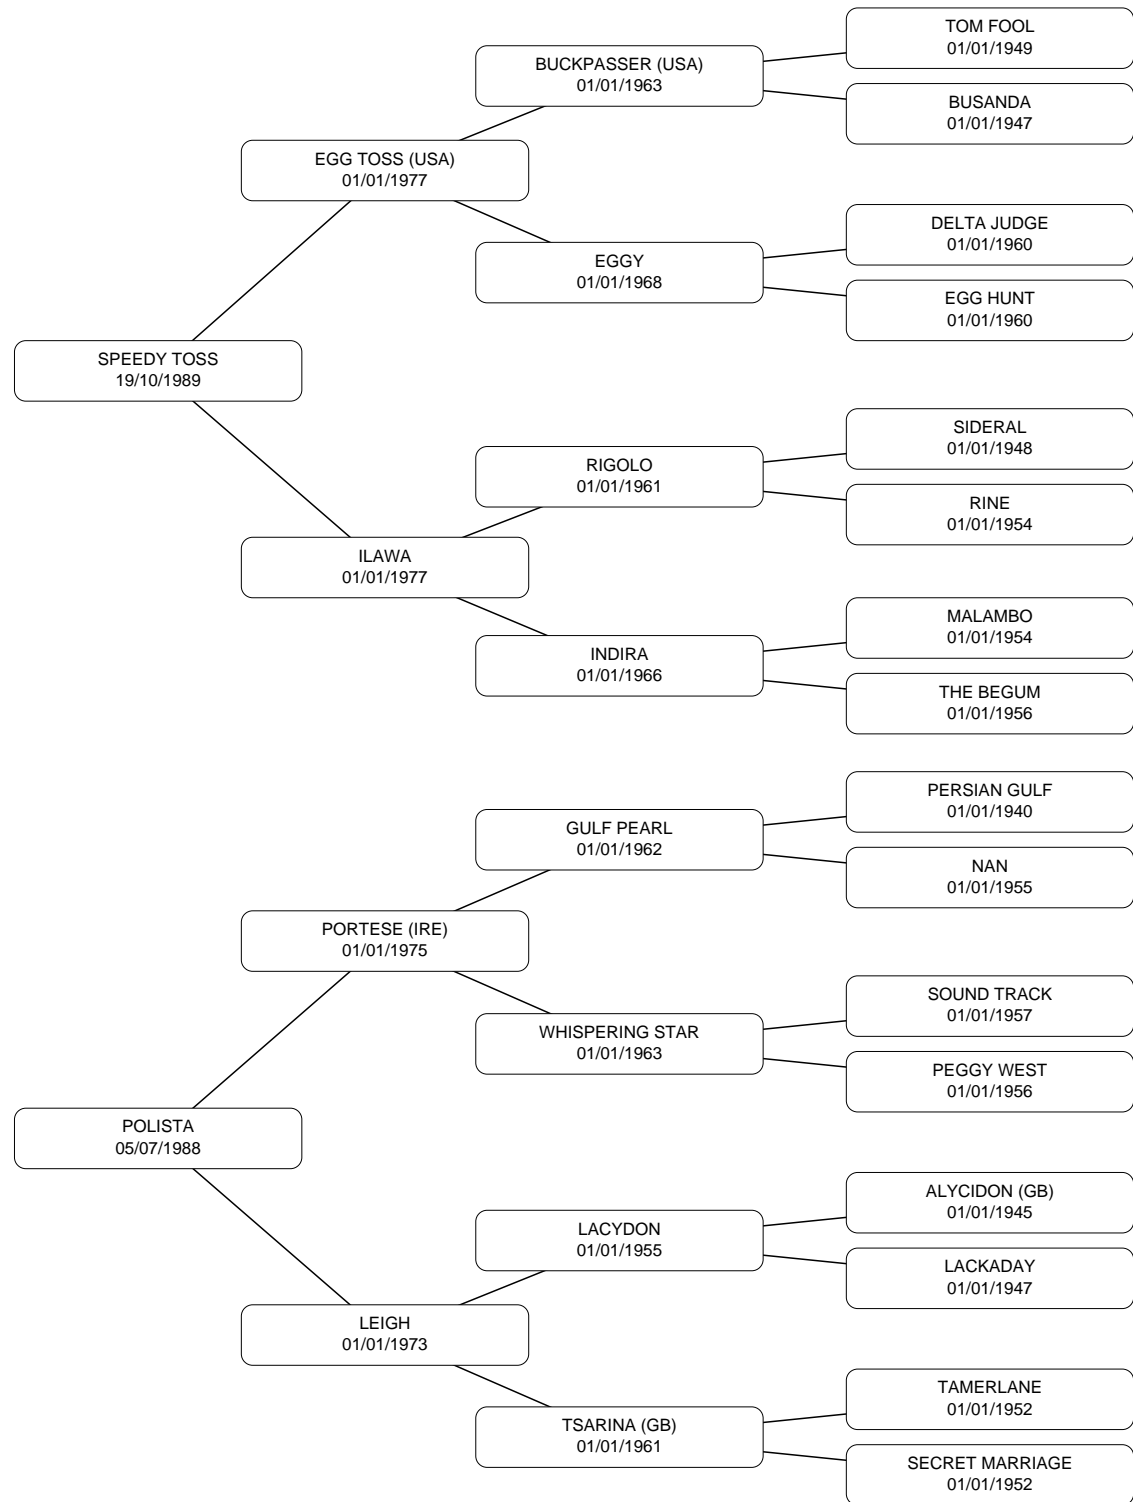 TOM FOOL
01/01/1949
BUCKPASSER (USA)
01/01/1963
BUSANDA
01/01/1947
EGG TOSS (USA)
01/01/1977
DELTA JUDGE
01/01/1960
EGGY
01/01/1968
EGG HUNT
01/01/1960
SPEEDY TOSS
19/10/1989
SIDERAL
01/01/1948
RIGOLO
01/01/1961
RINE
01/01/1954
ILAWA
01/01/1977
MALAMBO
01/01/1954
INDIRA
01/01/1966
THE BEGUM
01/01/1956
PERSIAN GULF
01/01/1940
GULF PEARL
01/01/1962
NAN
01/01/1955
PORTESE (IRE)
01/01/1975
SOUND TRACK
01/01/1957
WHISPERING STAR
01/01/1963
PEGGY WEST
01/01/1956
POLISTA
05/07/1988
ALYCIDON (GB)
01/01/1945
LACYDON
01/01/1955
LACKADAY
01/01/1947
LEIGH
01/01/1973
TAMERLANE
01/01/1952
TSARINA (GB)
01/01/1961
SECRET MARRIAGE
01/01/1952